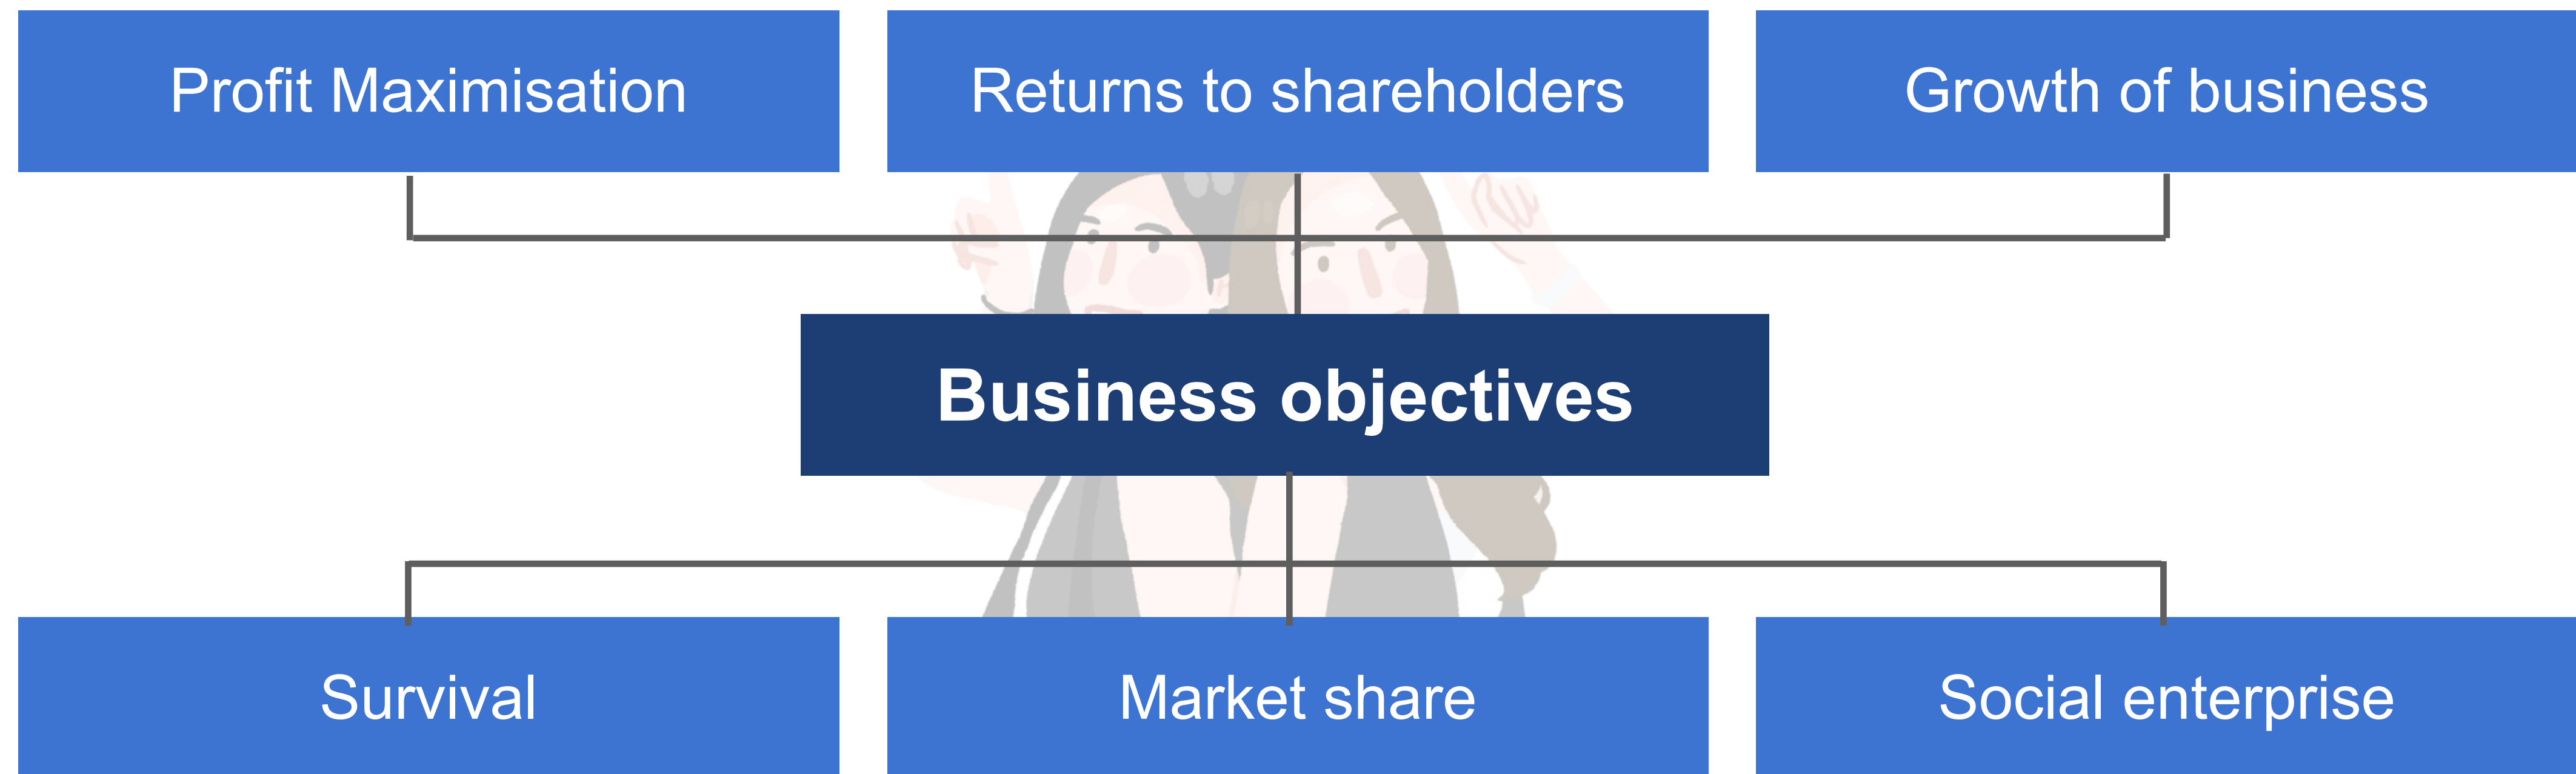 Profit Maximisation
Returns to shareholders
Growth of business
Business objectives
Survival
Market share
Social enterprise